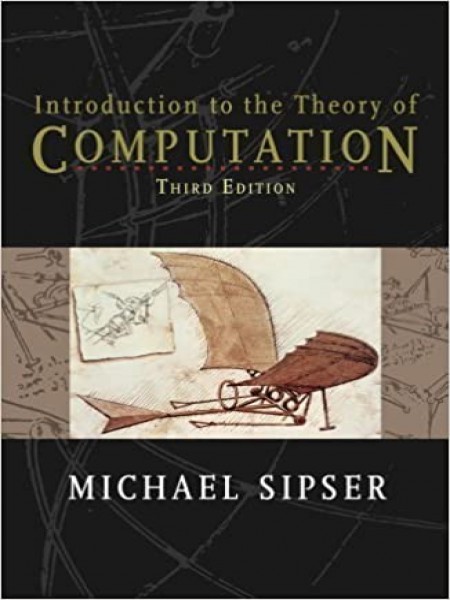 Introduction to the Theory of
COMPUTATION
THIRD EDITION
MICHAEL SIPSER